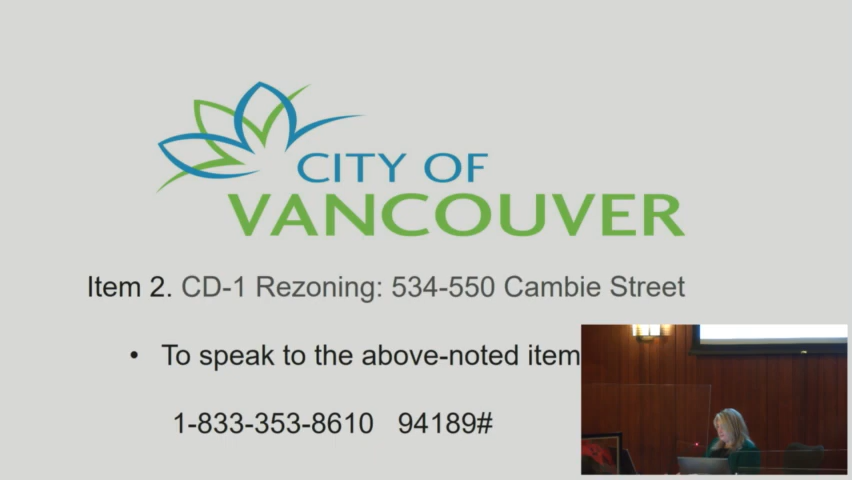 CITY OF
VANCOUVER
Item 2. CD-1 Rezoning: 534-550 Cambie Street
• To speak to the above-noted item
1-833-353-8610 94189#